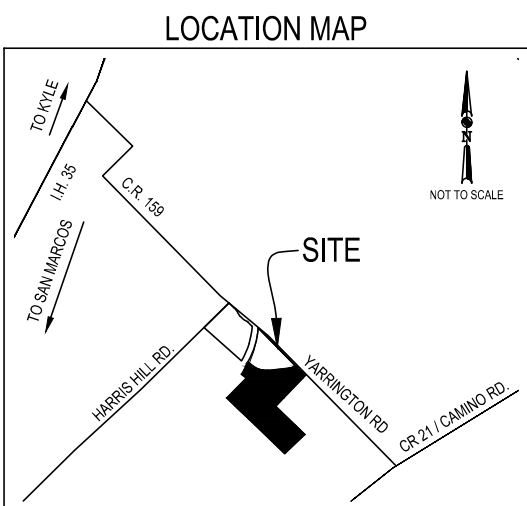 LOCATION MAP
TO KYLE
I.H. 35
TO SAN MARCOS
C.R. 159
N
NOT TO SCALE
SITE
HARRIS HILL RD.
YARRINGTON RD
CR 21 / CAMINO RD.